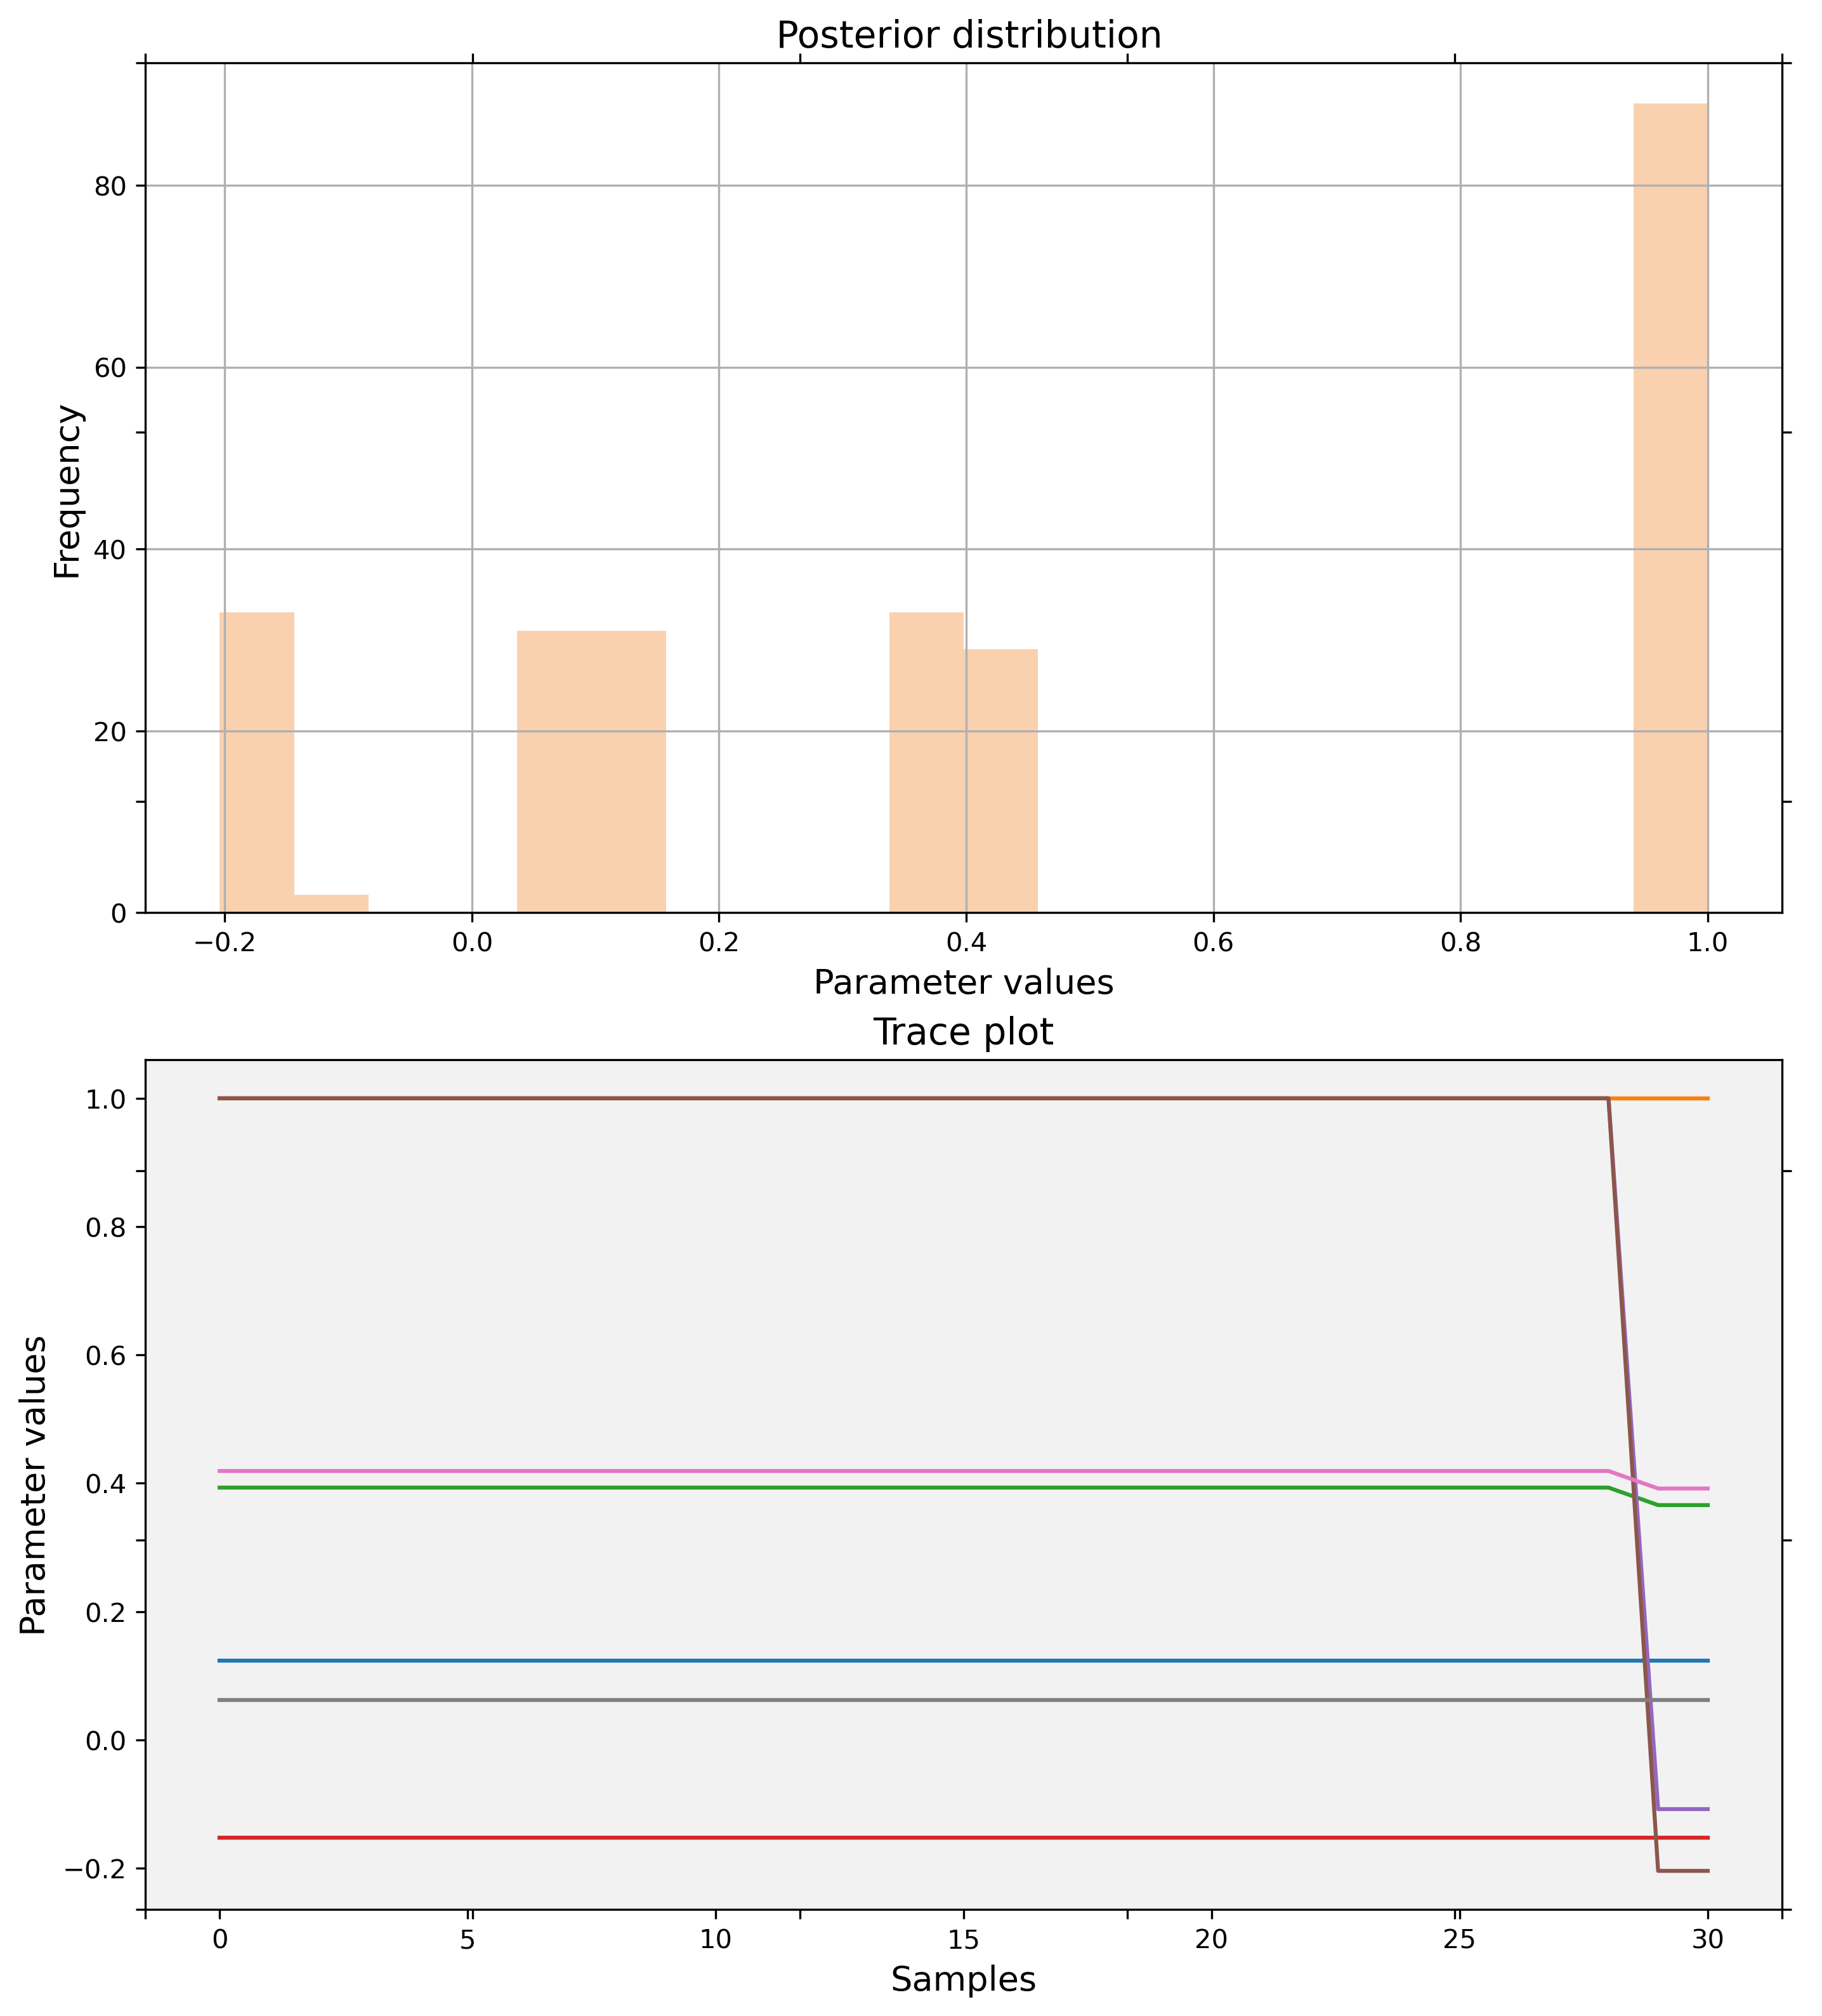 Posterior distribution
Frequency
80
60
40
20
0
−0.2 0.0 0.2 0.4 0.6 0.8 1.0
Parameter values
Trace plot
Parameter values
1.0
0.8
0.6
0.4
0.2
0.0
−0.2
0 5 10 15 20 25 30
Samples